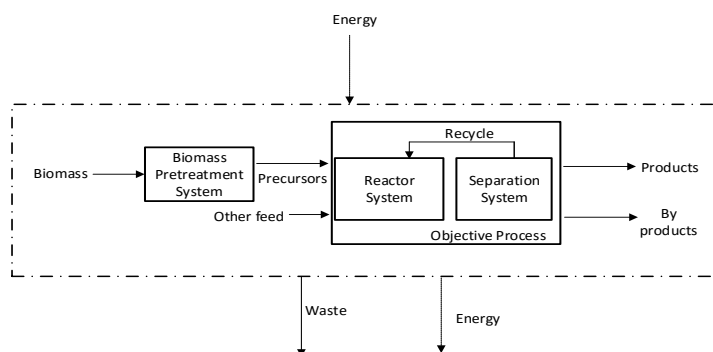 Energy
Recycle
Biomass
Biomass
Pretreatment
System
Precursors
Other feed
Reactor
System
Separation
System
Objective Process
Products
By
products
Waste
Energy